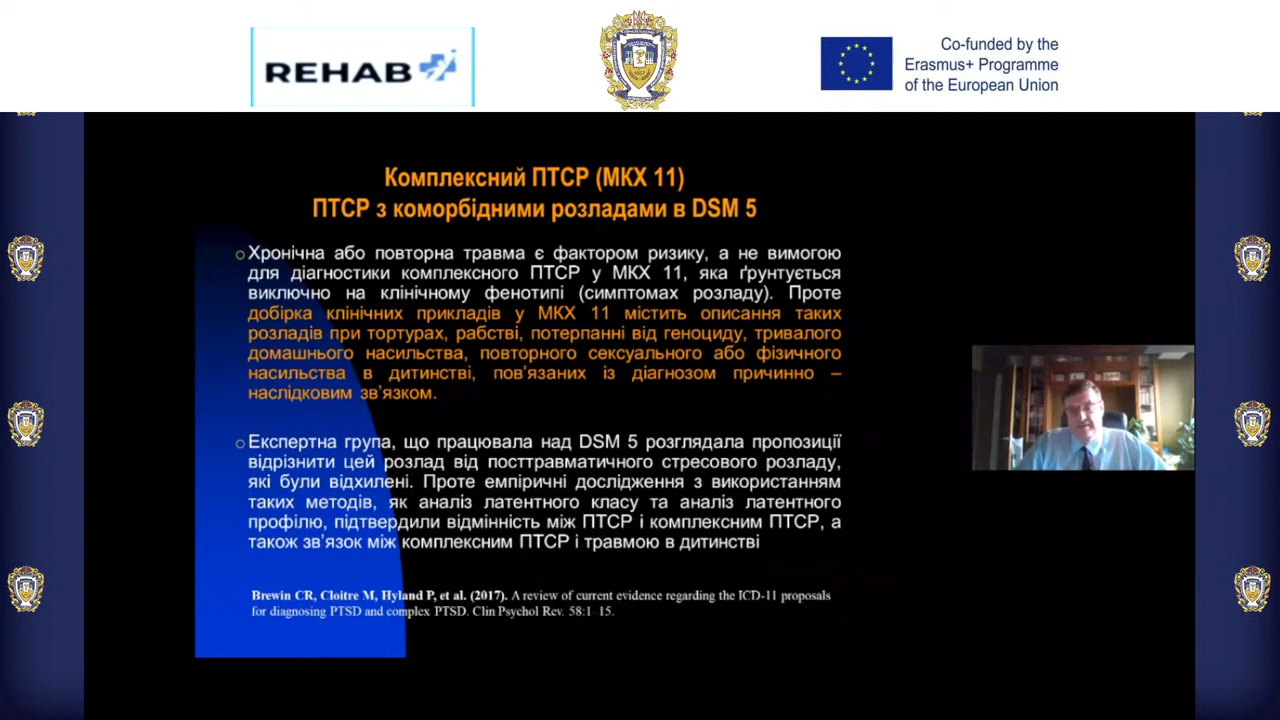 REHAB
Co-funded by the
Erasmus+ Programme
of the European Union
Комплексний ПТСР (МКХ 11)
ПТСР з коморбідними розладами в DSM 5
Хронічна або повторна травма є фактором ризику, а не вимогою
для діагностики комплексного ПТСР у МКХ 11, яка ґрунтується
виключно на клінічному фенотипі (симптомах розладу). Проте
добірка клінічних прикладів у МКХ 11 містить описання таких
розладів при тортурах, рабстві, потерпанні від геноциду, тривалого
домашнього насильства, повторного сексуального або фізичного
насильства в дитинстві, пов'язаних із діагнозом причинно –
наслідковим зв'язком.
Експертна група, що працювала над DSM 5 розглядала пропозиції
відрізнити цей розлад від посттравматичного стресового розладу,
які були відхилені. Проте емпіричні дослідження з використанням
таких методів, як аналіз латентного класу та аналіз латентного
профілю, підтвердили відмінність між ПТСР і комплексним ПТСР, а
також зв'язок між комплексним ПТСР і травмою в дитинстві
Brewin CR, Cloitre M, Hyland P, et al. (2017). A review of current evidence regarding the ICD-11 proposals
for diagnosing PTSD and complex PTSD. Clin Psychol Rev. 58:1–15.